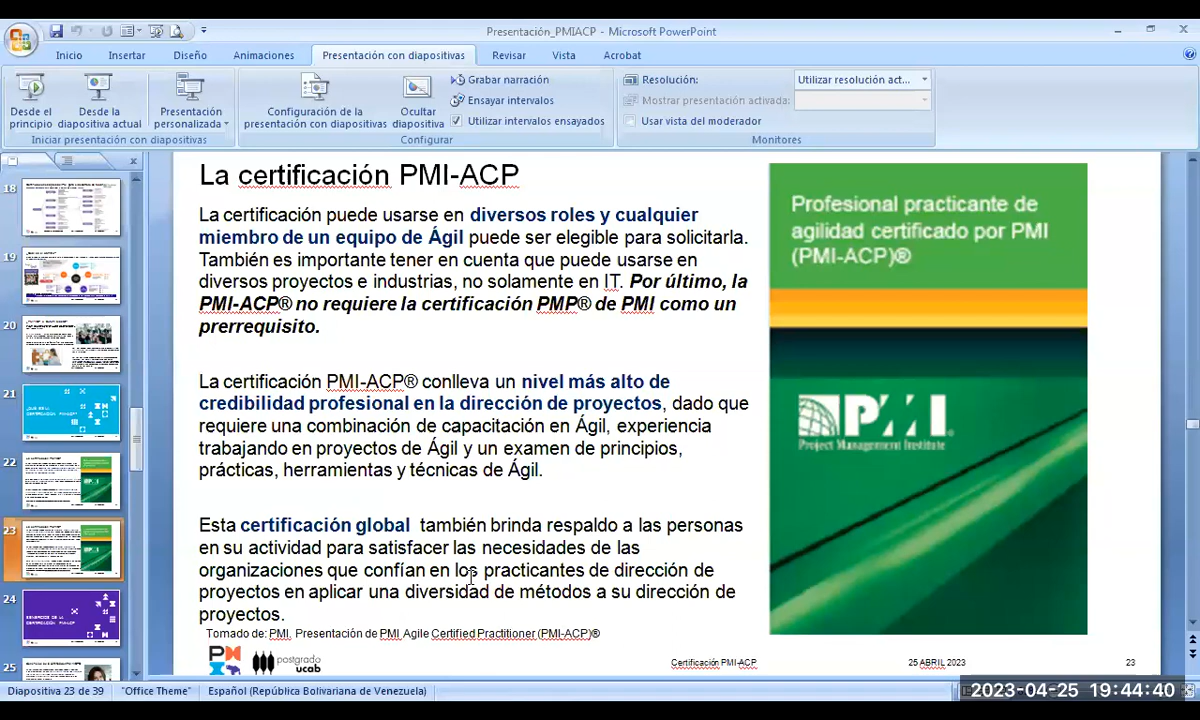 Presentación_PMIACP - Microsoft PowerPoint
Inicio Insertar Diseño Animaciones Presentación con diapositivas Revisar Vista Acrobat
Desde el principio
Desde la diapositiva actual
Presentación personalizada
Iniciar presentación con diapositivas
Configuración de la presentación con diapositivas
Ocultar diapositiva
Grabar narración
Ensayar intervalos
Utilizar intervalos ensayados
Configurar
Resolución: Utilizar resolución act...
Mostrar presentación activada:
Usar vista del moderador
Monitores
18
19
20
21
22
23
24
25
La certificación PMI-ACP
La certificación puede usarse en diversos roles y cualquier
miembro de un equipo de Ágil puede ser elegible para solicitarla.
También es importante tener en cuenta que puede usarse en
diversos proyectos e industrias, no solamente en IT. Por último, la
PMI-ACP® no requiere la certificación PMP® de PMI como un
prerrequisito.
La certificación PMI-ACP® conlleva un nivel más alto de
credibilidad profesional en la dirección de proyectos, dado que
requiere una combinación de capacitación en Ágil, experiencia
trabajando en proyectos de Ágil y un examen de principios,
prácticas, herramientas y técnicas de Ágil.
Esta certificación global también brinda respaldo a las personas
en su actividad para satisfacer las necesidades de las
organizaciones que confían en los practicantes de dirección de
proyectos en aplicar una diversidad de métodos a su dirección de
proyectos.
Tomado de: PMI, Presentación de PMI Agile Certified Practitioner (PMI-ACP)®
Profesional practicante de
agilidad certificado por PMI
(PMI-ACP)®
PMI
Project Management Institute
postgrado
ucab
Certificación PMI-ACP 25 ABRIL 2023 23
Diapositiva 23 de 39 "Office Theme" Español (República Bolivariana de Venezuela)
2023-04-25 19:44:40